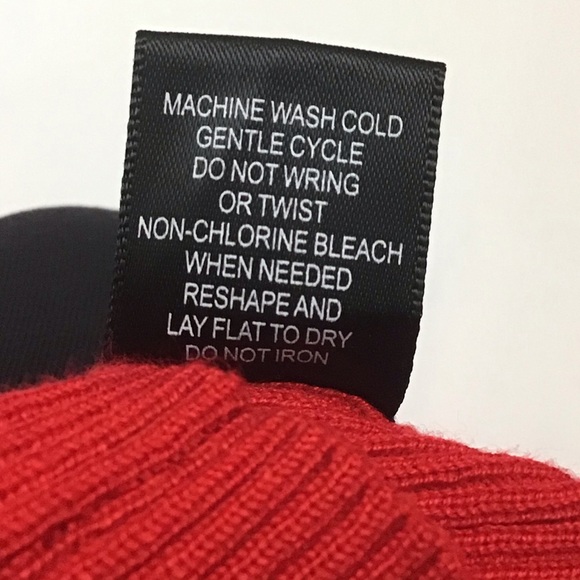 MACHINE WASH COLD
GENTLE CYCLE
DO NOT WRING
OR TWIST
NON-CHLORINE BLEACH
WHEN NEEDED
RESHAPE AND
LAY FLAT TO DRY
DO NOT IRON